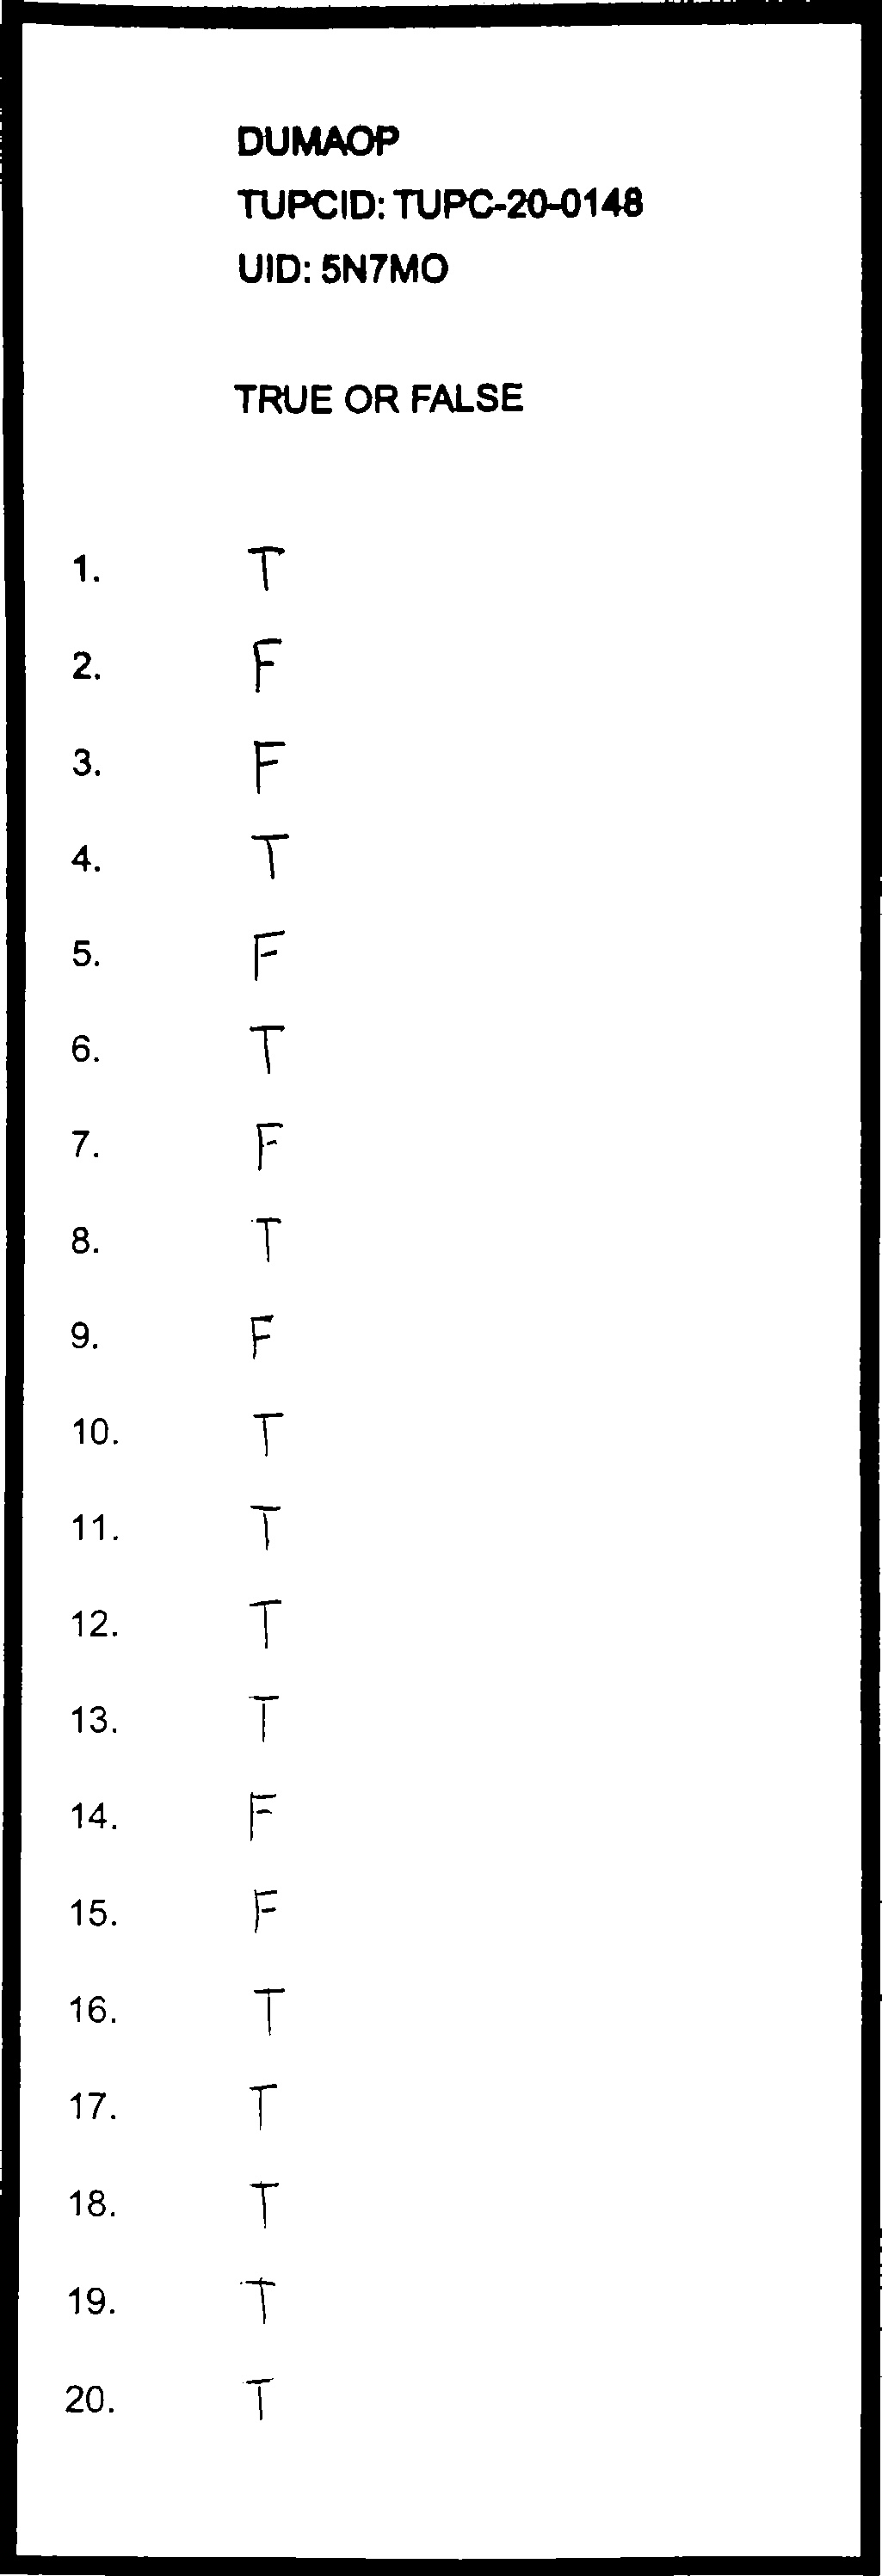 DUMAOP
TUPCID: TUPC-20-0148
UID: 5N7MO
TRUE OR FALSE
1. T
2. F
3. F
4. T
5. F
6. T
7. F
8. T
9. F
10. T
11. T
12. T
13. T
14. F
15. F
16. T
17. T
18. T
19. T
20. T